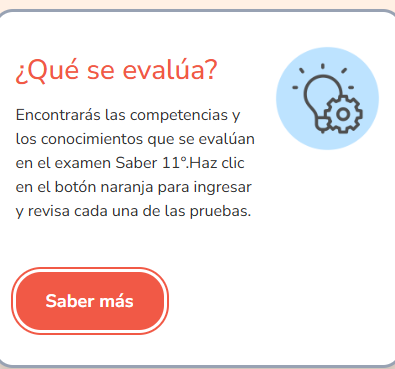 ¿Qué se evalúa?
Encontrarás las competencias y
los conocimientos que se evalúan
en el examen Saber 11°.Haz clic
en el botón naranja para ingresar
y revisa cada una de las pruebas.
Saber más